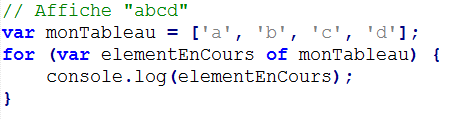 // Affiche "abcd"
var monTableau = ['a', 'b', 'c', 'd'];
for (var elementEnCours of monTableau) {
    console.log(elementEnCours);
}